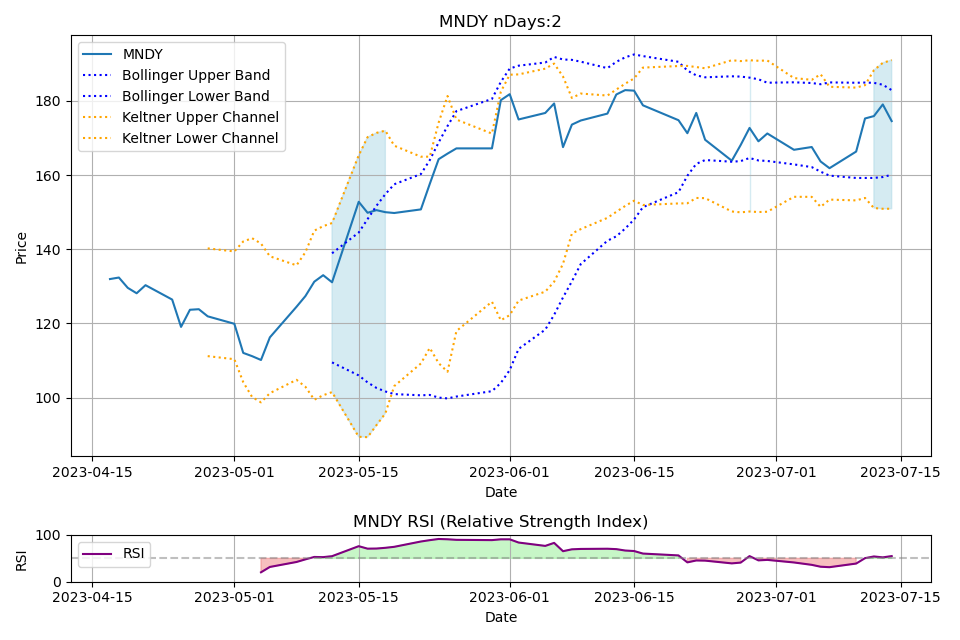 MNDY nDays:2
MNDY
Bollinger Upper Band
Bollinger Lower Band
Keltner Upper Channel
Keltner Lower Channel
180
160
140
120
100
Price
2023-04-15 2023-05-01 2023-05-15 2023-06-01 2023-06-15 2023-07-01 2023-07-15
Date
MNDY RSI (Relative Strength Index)
100
0
RSI
RSI
2023-04-15 2023-05-01 2023-05-15 2023-06-01 2023-06-15 2023-07-01 2023-07-15
Date